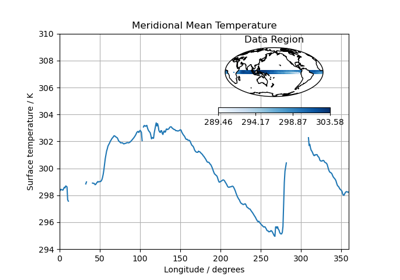 Meridional Mean Temperature
Data Region
289.46 294.17 298.87 303.58
310
308
306
304
302
300
298
296
294
Surface temperature / K
0 50 100 150 200 250 300 350
Longitude / degrees